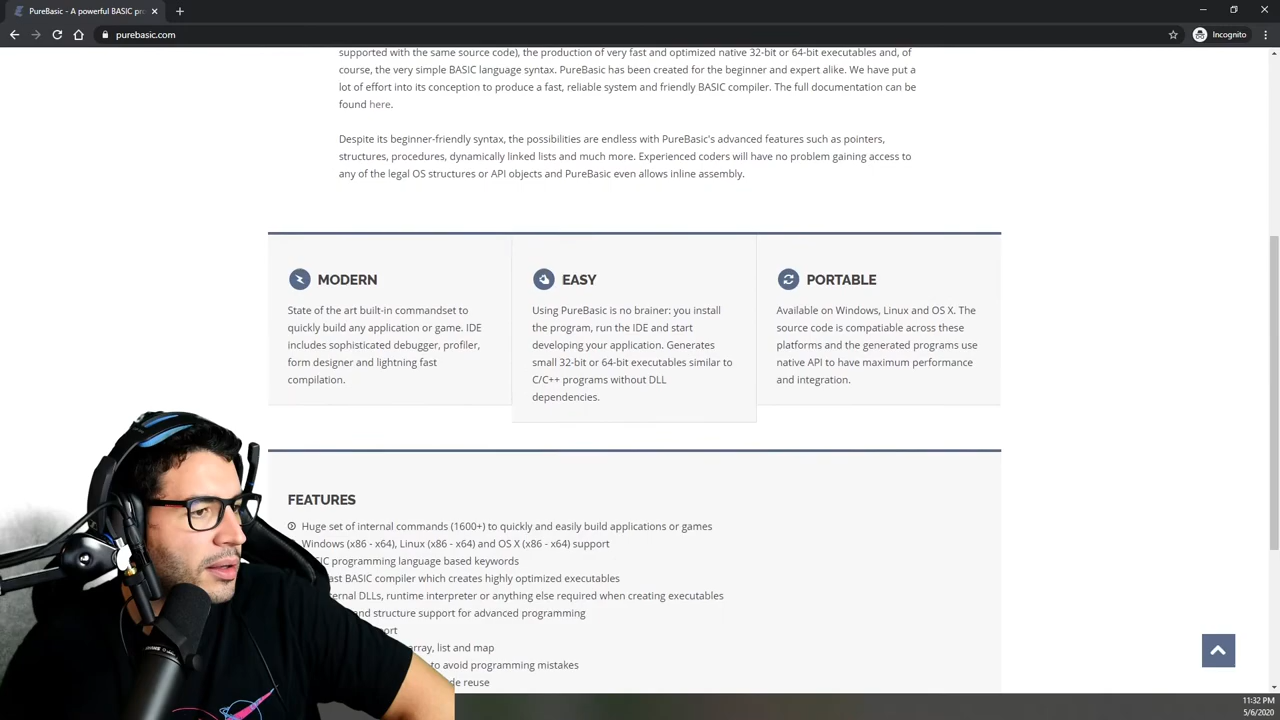 PureBasic - A powerful BASIC pr
purebasic.com
Incognito
supported with the same source code), the production of very fast and optimized native 32-bit or 64-bit executables and, of
course, the very simple BASIC language syntax. PureBasic has been created for the beginner and expert alike. We have put a
lot of effort into its conception to produce a fast, reliable system and friendly BASIC compiler. The full documentation can be
found here.
Despite its beginner-friendly syntax, the possibilities are endless with PureBasic's advanced features such as pointers,
structures, procedures, dynamically linked lists and much more. Experienced coders will have no problem gaining access to
any of the legal OS structures or API objects and PureBasic even allows inline assembly.
MODERN
State of the art built-in commandset to
quickly build any application or game. IDE
includes sophisticated debugger, profiler,
form designer and lightning fast
compilation.
EASY
Using PureBasic is no brainer: you install
the program, run the IDE and start
developing your application. Generates
small 32-bit or 64-bit executables similar to
C/C++ programs without DLL
dependencies.
PORTABLE
Available on Windows, Linux and OS X. The
source code is compatiable across these
platforms and the generated programs use
native API to have maximum performance
and integration.
FEATURES
Huge set of internal commands (1600+) to quickly and easily build applications or games
Windows (x86 - x64), Linux (x86 - x64) and OS X (x86 - x64) support
programming language based keywords
BASIC compiler which creates highly optimized executables
DLLs, runtime interpreter or anything else required when creating executables
and structure support for advanced programming
array, list and map
to avoid programming mistakes
reuse
11:32 PM
5/6/2020